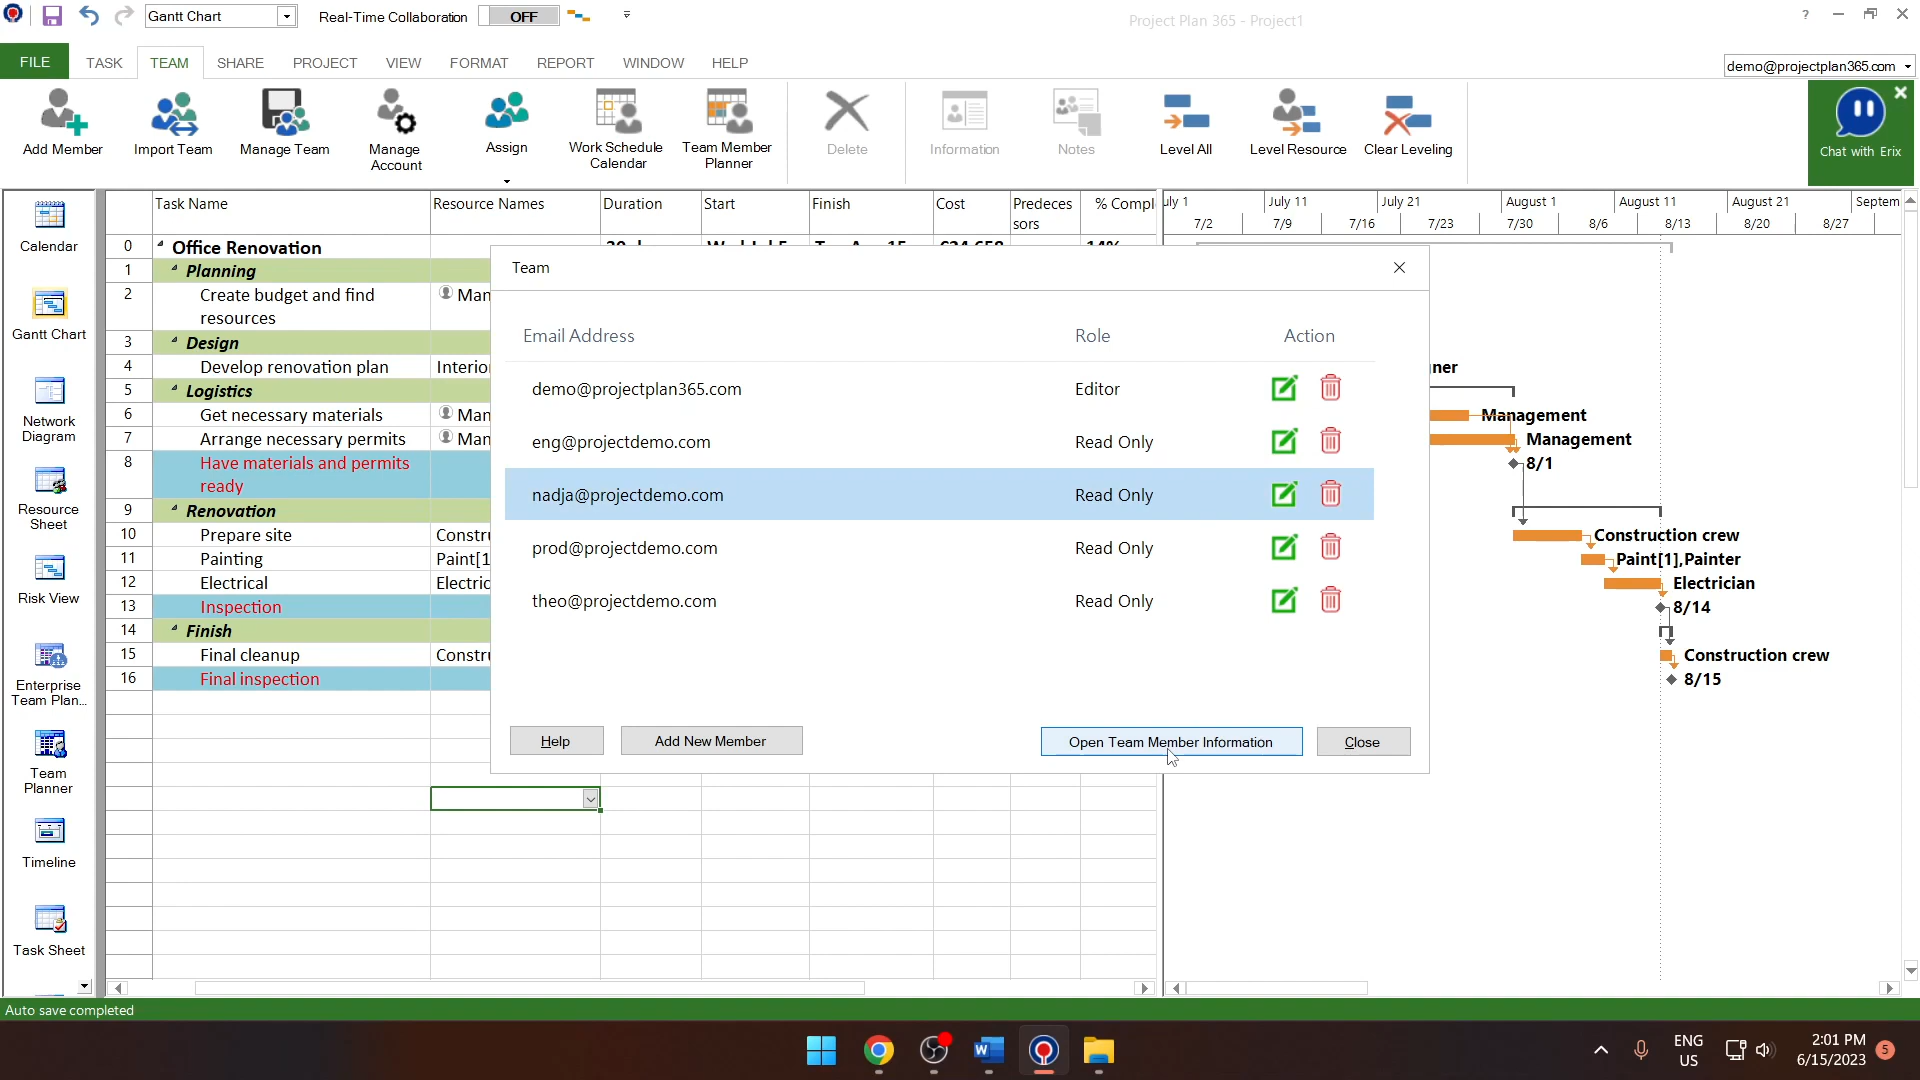 Gantt Chart
Real-Time Collaboration
OFF
Project Plan 365 - Project1
?
FILE
TASK
TEAM
SHARE
PROJECT
VIEW
FORMAT
REPORT
WINDOW
HELP
demo@projectplan365.com
Add Member
Import Team
Manage Team
Manage
Account
Assign
Work Schedule
Calendar
Team Member
Planner
Delete
Information
Notes
Level All
Level Resource
Clear Leveling
Chat with Erix
Calendar
Gantt Chart
Network
Diagram
Resource
Sheet
Risk View
Enterprise
Team Plan...
Team
Planner
Timeline
Task Sheet
Task Name
Resource Names
Duration
Start
Finish
Cost
Predeces
sors
% Compl
0 Office Renovation
1 Planning
2 Create budget and find
resources
Man
3 Design
4 Develop renovation plan Interio
5 Logistics
6 Get necessary materials Man
7 Arrange necessary permits Man
8 Have materials and permits
ready
9 Renovation
10 Prepare site Constru
11 Painting Paint[1
12 Electrical Electric
13 Inspection
14 Finish
15 Final cleanup Constru
16 Final inspection
uly 1
July 11
July 21
August 1
August 11
August 21
Septem
7/2
7/9
7/16
7/23
7/30
8/6
8/13
8/20
8/27
ner
Management
Management
8/1
Construction crew
Paint[1],Painter
Electrician
8/14
Construction crew
8/15
Team
Email Address
Role
Action
demo@projectplan365.com Editor
eng@projectdemo.com Read Only
nadja@projectdemo.com Read Only
prod@projectdemo.com Read Only
theo@projectdemo.com Read Only
Help
Add New Member
Open Team Member Information
Close
Auto save completed
ENG
US
2:01 PM
6/15/2023
5